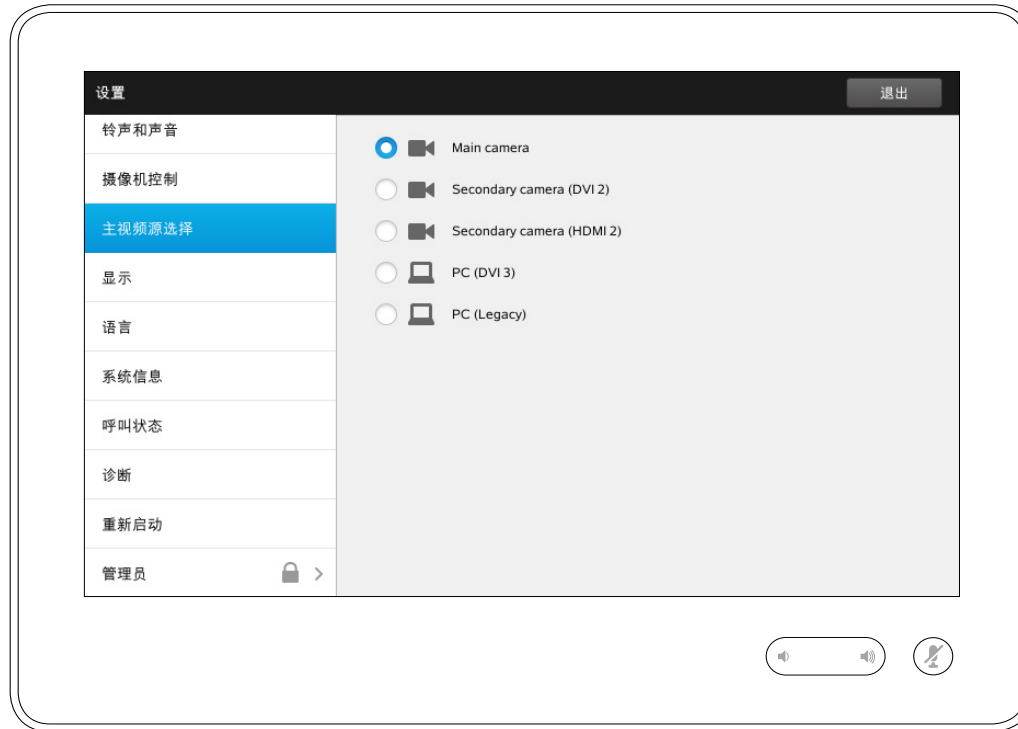 设置
退出
铃声和声音
摄像机控制
主视频源选择
显示
语言
系统信息
呼叫状态
诊断
重新启动
管理员
Main camera
Secondary camera (DVI 2)
Secondary camera (HDMI 2)
PC (DVI 3)
PC (Legacy)